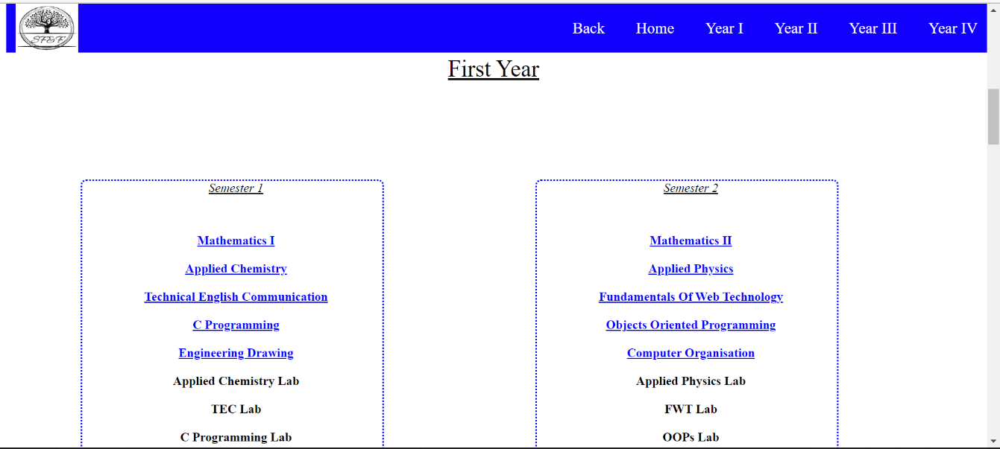 SF&F
Back Home Year I Year II Year III Year IV
First Year
Semester 1
Mathematics I
Applied Chemistry
Technical English Communication
C Programming
Engineering Drawing
Applied Chemistry Lab
TEC Lab
C Programming Lab
Semester 2
Mathematics II
Applied Physics
Fundamentals Of Web Technology
Objects Oriented Programming
Computer Organisation
Applied Physics Lab
FWT Lab
OOPs Lab